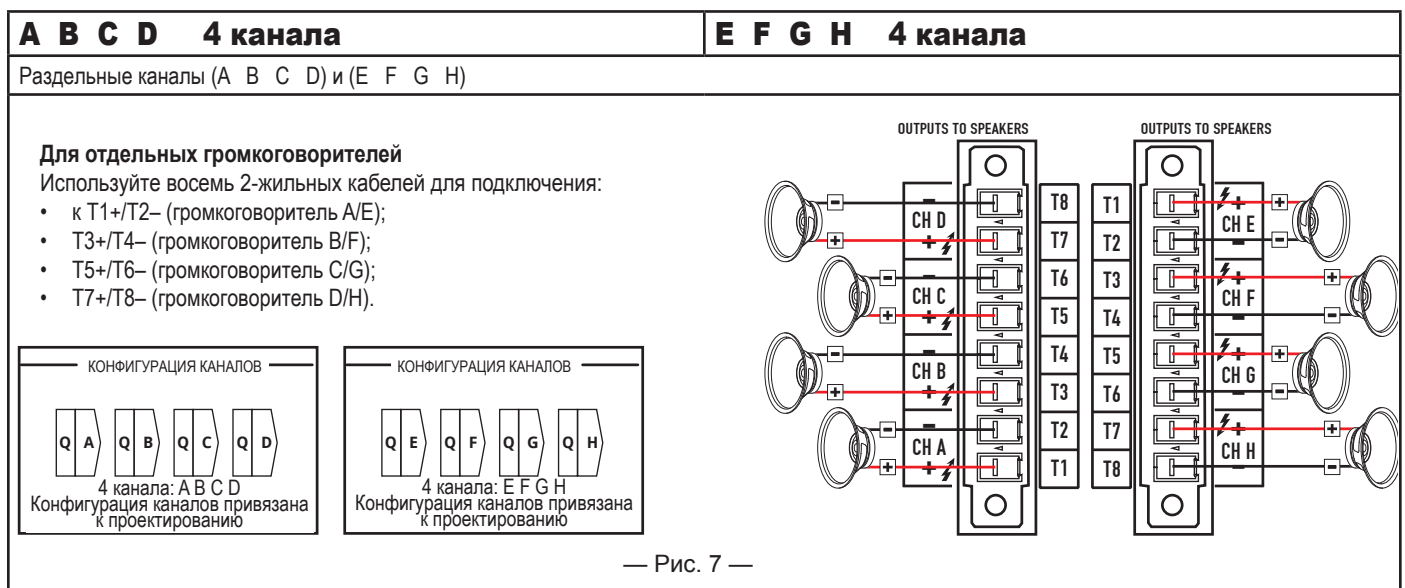 A B C D 4 канала
E F G H 4 канала
Раздельные каналы (A B C D) и (E F G H)
Для отдельных громкоговорителей
Используйте восемь 2-жильных кабелей для подключения:
• к T1+/T2– (громкоговоритель A/E);
• T3+/T4– (громкоговоритель B/F);
• T5+/T6– (громкоговоритель C/G);
• T7+/T8– (громкоговоритель D/H).
КОНФИГУРАЦИЯ КАНАЛОВ
Q A Q B Q C Q D
4 канала: A B C D
Конфигурация каналов привязана
к проектированию
КОНФИГУРАЦИЯ КАНАЛОВ
Q E Q F Q G Q H
4 канала: E F G H
Конфигурация каналов привязана
к проектированию
OUTPUTS TO SPEAKERS
- CH D +
- CH C +
- CH B +
- CH A +
T8
T7
T6
T5
T4
T3
T2
T1
OUTPUTS TO SPEAKERS
T1
T2
T3
T4
T5
T6
T7
T8
+ CH E -
+ CH F -
+ CH G -
+ CH H -
— Рис. 7 —